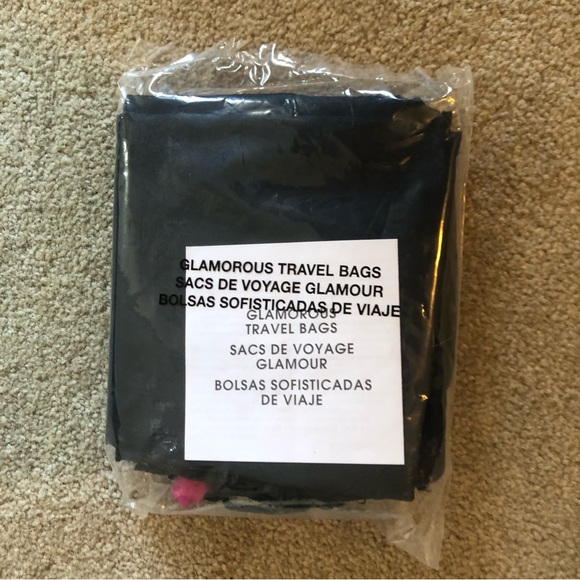 GLAMOROUS TRAVEL BAGS
SACS DE VOYAGE GLAMOUR
BOLSAS SOFISTICADAS DE VIAJE
GLAMOROUS
TRAVEL BAGS
SACS DE VOYAGE
GLAMOUR
BOLSAS SOFISTICADAS
DE VIAJE